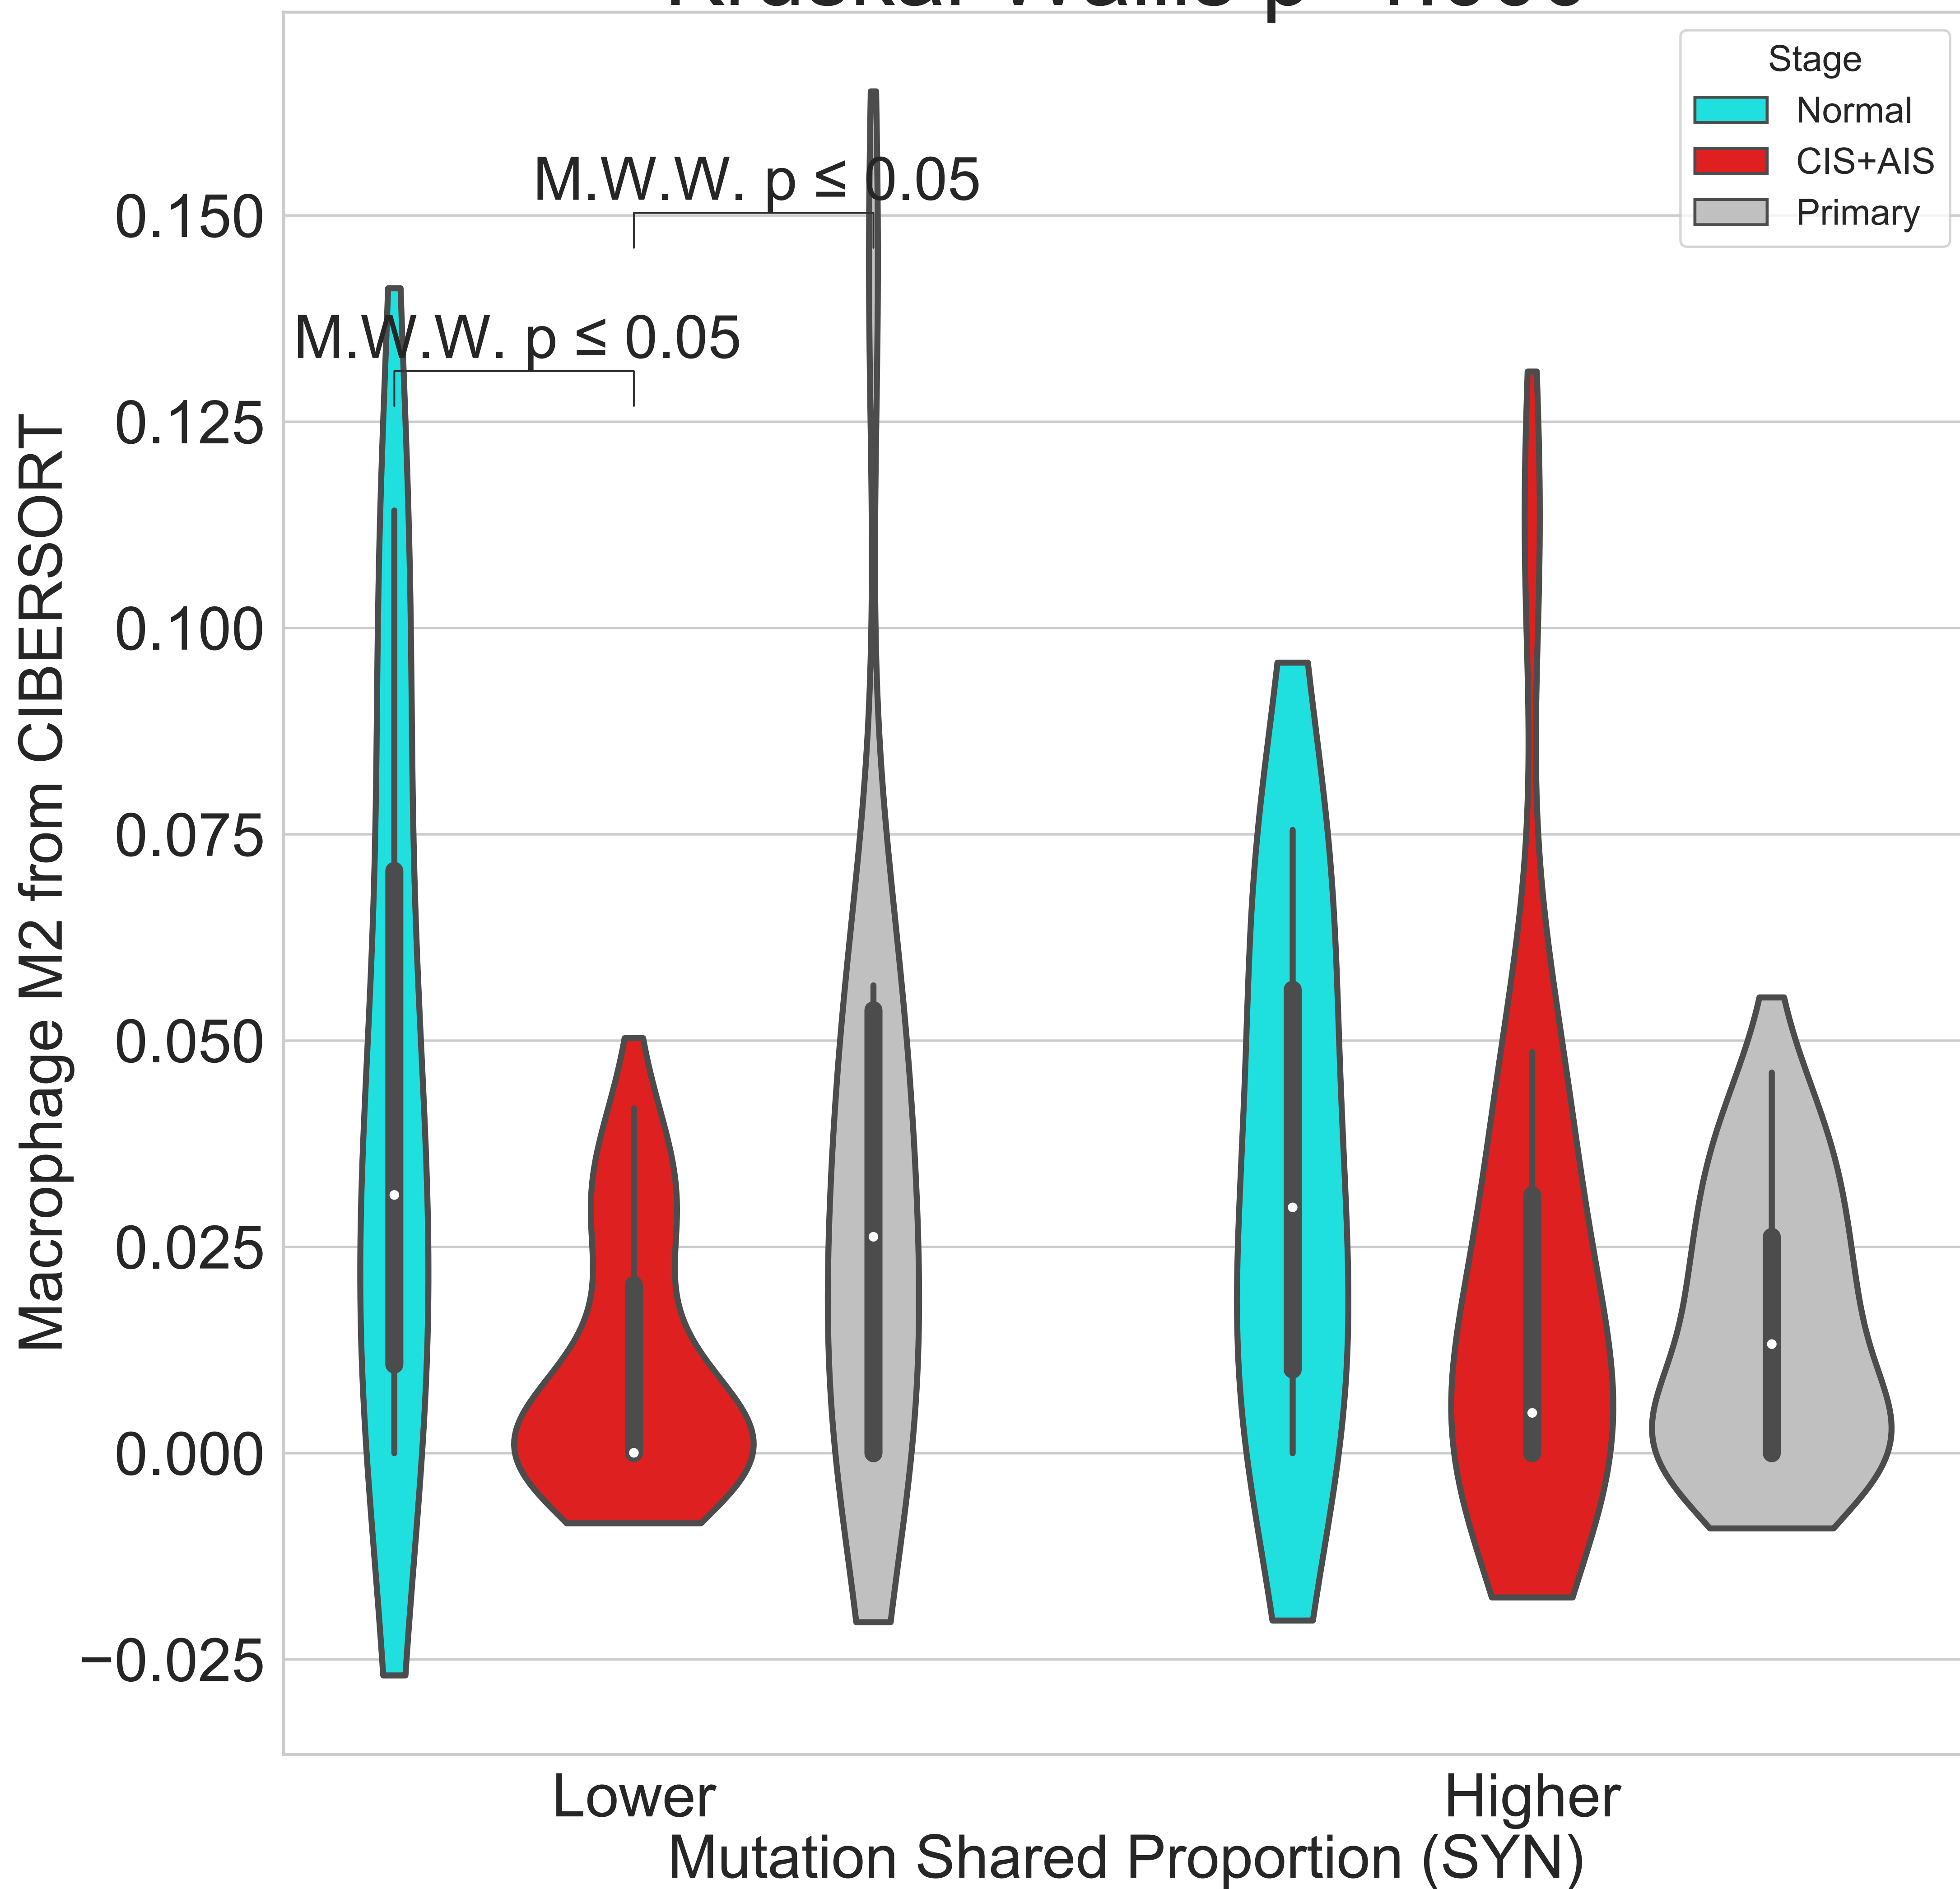 Stage
Normal
CIS+AIS
Primary
M.W.W. p ≤ 0.05
M.W.W. p ≤ 0.05
0.150
0.125
0.100
0.075
0.050
0.025
0.000
−0.025
Macrophage M2 from CIBERSORT
Lower
Higher
Mutation Shared Proportion (SYN)